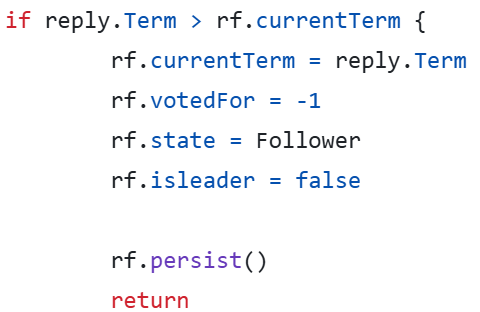 if reply.Term > rf.currentTerm {
        rf.currentTerm = reply.Term
        rf.votedFor = -1
        rf.state = Follower
        rf.isleader = false

        rf.persist()
        return